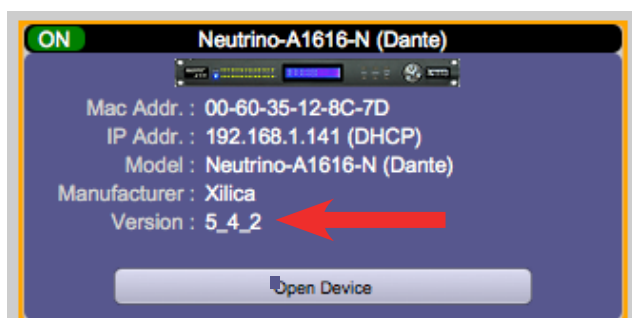 ON Neutrino-A1616-N (Dante)
Mac Addr. : 00-60-35-12-8C-7D
IP Addr. : 192.168.1.141 (DHCP)
Model : Neutrino-A1616-N (Dante)
Manufacturer : Xilica
Version : 5_4_2
Open Device